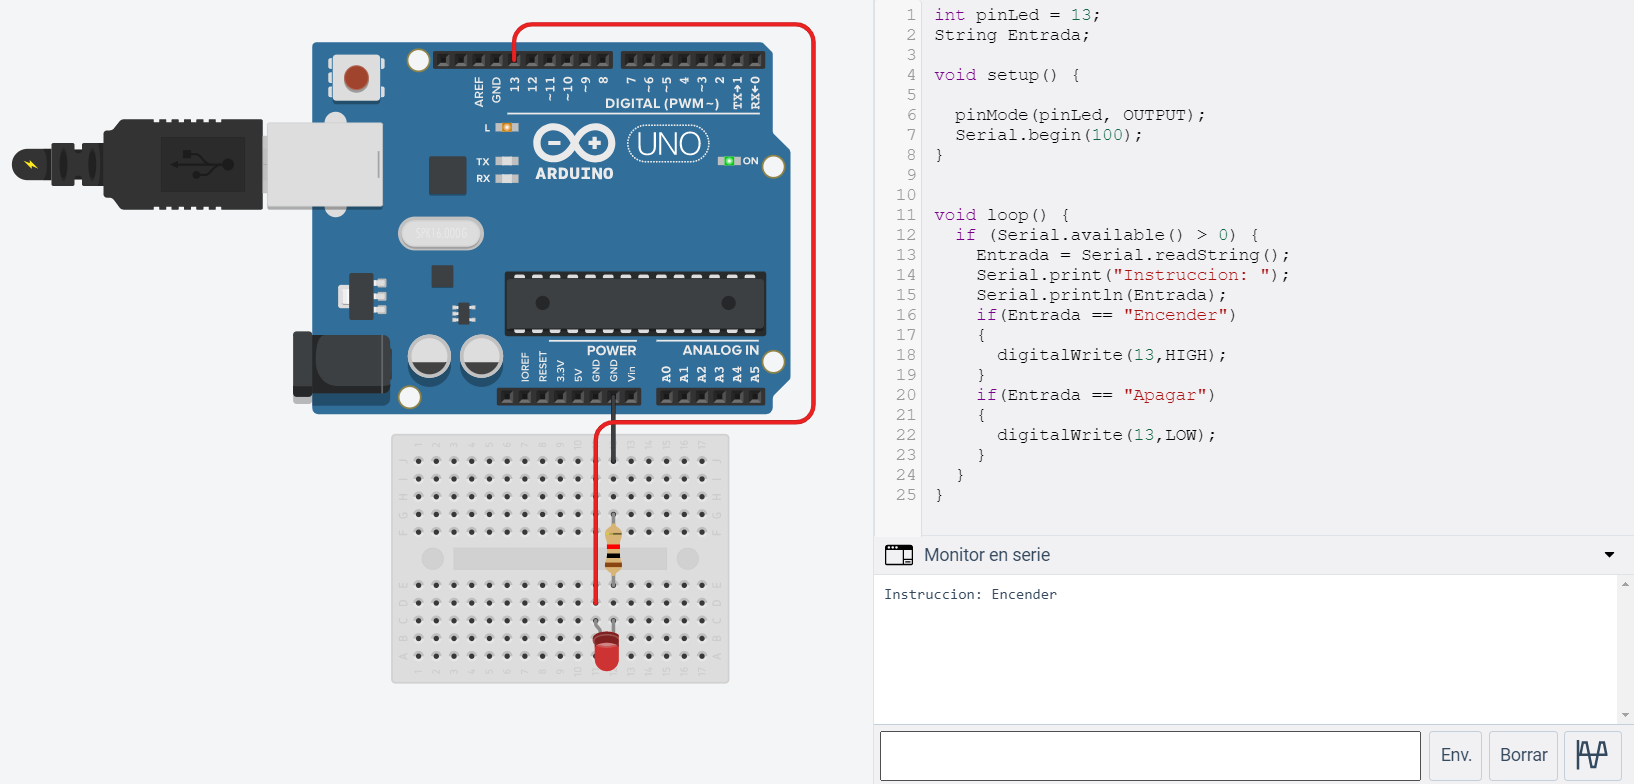 AREF
GND
13
12
~11
~10
~9
8
7
~6
~5
4
~3
2
TX→1
RX←0
DIGITAL (PWM~)
L
TX
RX
ARDUINO
UNO
ON
SPK16.000G
POWER
ANALOG IN
IOREF
RESET
3.3V
5V
GND
GND
Vin
A0
A1
A2
A3
A4
A5
1 int pinLed = 13;
2 String Entrada;
3
4 void setup() {
5
6 pinMode(pinLed, OUTPUT);
7 Serial.begin(100);
8 }
9
10
11 void loop() {
12 if (Serial.available() > 0) {
13 Entrada = Serial.readString();
14 Serial.print("Instruccion: ");
15 Serial.println(Entrada);
16 if(Entrada == "Encender")
17 {
18 digitalWrite(13,HIGH);
19 }
20 if(Entrada == "Apagar")
21 {
22 digitalWrite(13,LOW);
23 }
24 }
25 }
Monitor en serie
Instruccion: Encender
Env.
Borrar